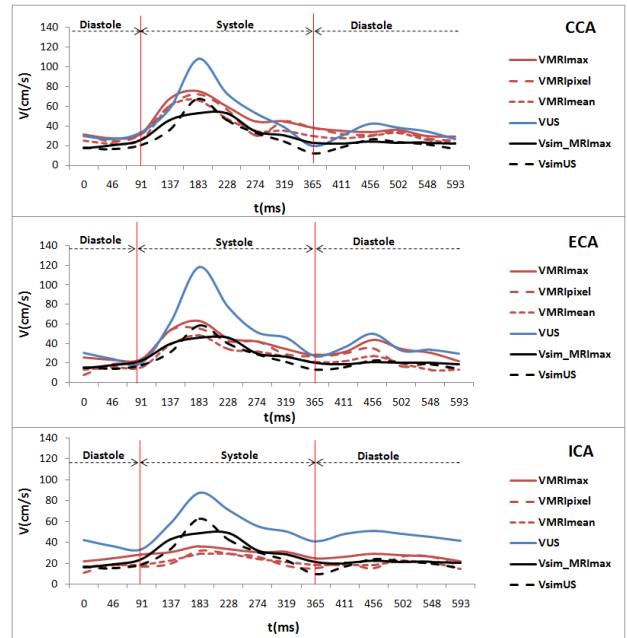 Diastole Systole Diastole CCA
140
120
100
80
60
40
20
0
V(cm/s)
0 46 91 137 183 228 274 319 365 411 456 502 548 593
t(ms)
VMRImax
VMRIpixel
VMRImean
VUS
Vsim_MRImax
VsimUS
Diastole Systole Diastole ECA
140
120
100
80
60
40
20
0
V(cm/s)
0 46 91 137 183 228 274 319 365 411 456 502 548 593
t(ms)
VMRImax
VMRIpixel
VMRImean
VUS
Vsim_MRImax
VsimUS
Diastole Systole Diastole ICA
140
120
100
80
60
40
20
0
V(cm/s)
0 46 91 137 183 228 274 319 365 411 456 502 548 593
t(ms)
VMRImax
VMRIpixel
VMRImean
VUS
Vsim_MRImax
VsimUS